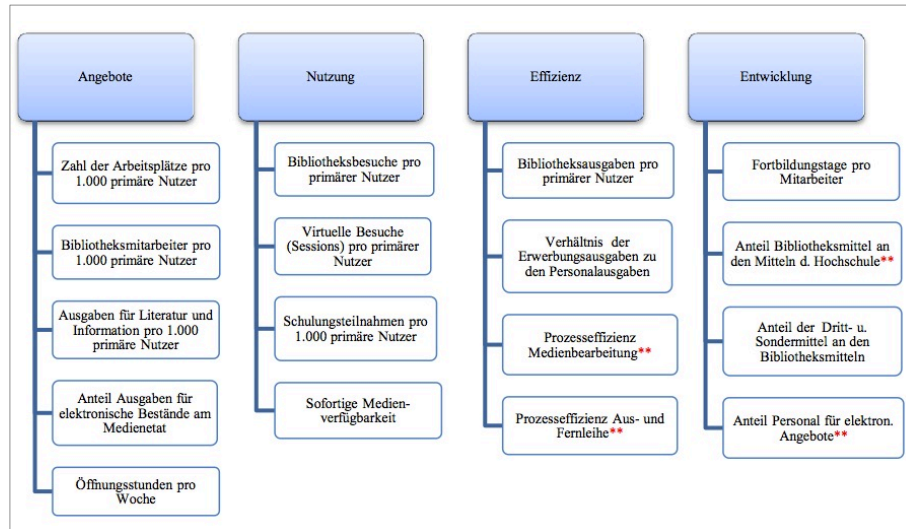 Angebote
Zahl der Arbeitsplätze pro
1.000 primäre Nutzer
Bibliotheksmitarbeiter pro
1.000 primäre Nutzer
Ausgaben für Literatur und
Information pro 1.000
primäre Nutzer
Anteil Ausgaben für
elektronische Bestände am
Medienetat
Öffnungsstunden pro
Woche
Nutzung
Bibliotheksbesuche pro
primärer Nutzer
Virtuelle Besuche
(Sessions) pro primärer
Nutzer
Schulungsteilnahmen pro
1.000 primäre Nutzer
Sofortige Medien-
verfügbarkeit
Effizienz
Bibliotheksausgaben pro
primärer Nutzer
Verhältnis der
Erwerbungsausgaben zu
den Personalausgaben
Prozesseffizienz
Medienbearbeitung**
Prozesseffizienz Aus- und
Fernleihe**
Entwicklung
Fortbildungstage pro
Mitarbeiter
Anteil Bibliotheksmittel an
den Mitteln d. Hochschule**
Anteil der Dritt- u.
Sondermittel an den
Bibliotheksmitteln
Anteil Personal für elektron.
Angebote**